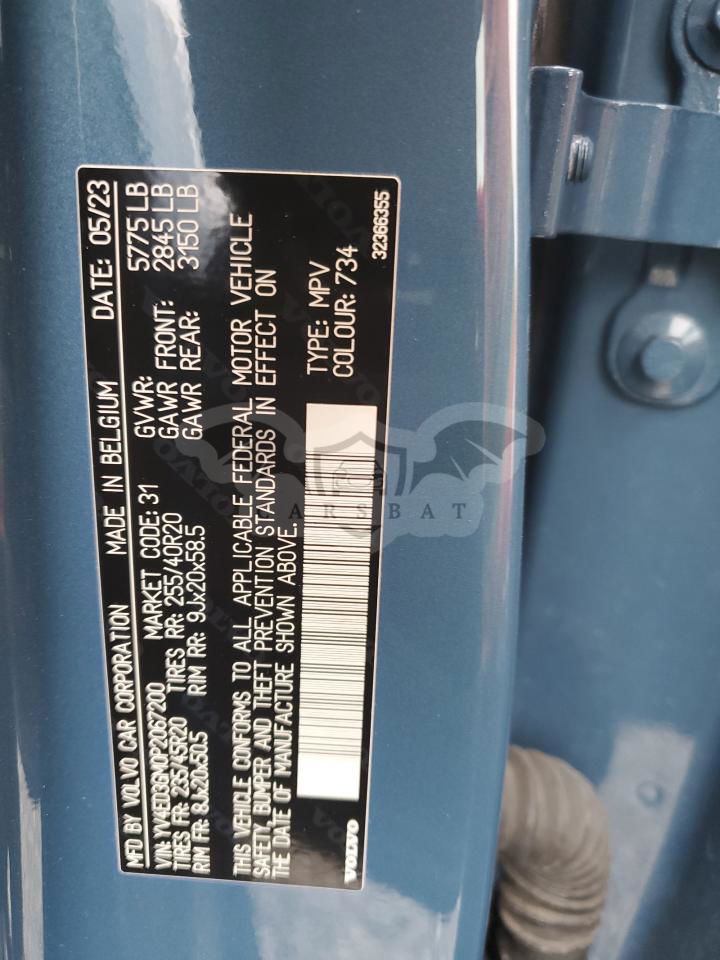 MFD BY VOLVO CAR CORPORATION MADE IN BELGIUM DATE: 05/23
VIN: YV4ED3GM0P2067200 MARKET CODE: 31 GVWR: 5775 LB
TIRES FR: 235/45R20 TIRES RR: 255/40R20 GAWR FRONT: 2845 LB
RIM FR: 8Jx20x50.5 RIM RR: 9Jx20x58.5 GAWR REAR: 3150 LB
THIS VEHICLE CONFORMS TO ALL APPLICABLE FEDERAL MOTOR VEHICLE
SAFETY, BUMPER AND THEFT PREVENTION STANDARDS IN EFFECT ON
THE DATE OF MANUFACTURE SHOWN ABOVE.
TYPE: MPV
COLOUR: 734
VOLVO
32366355
CARSBAT